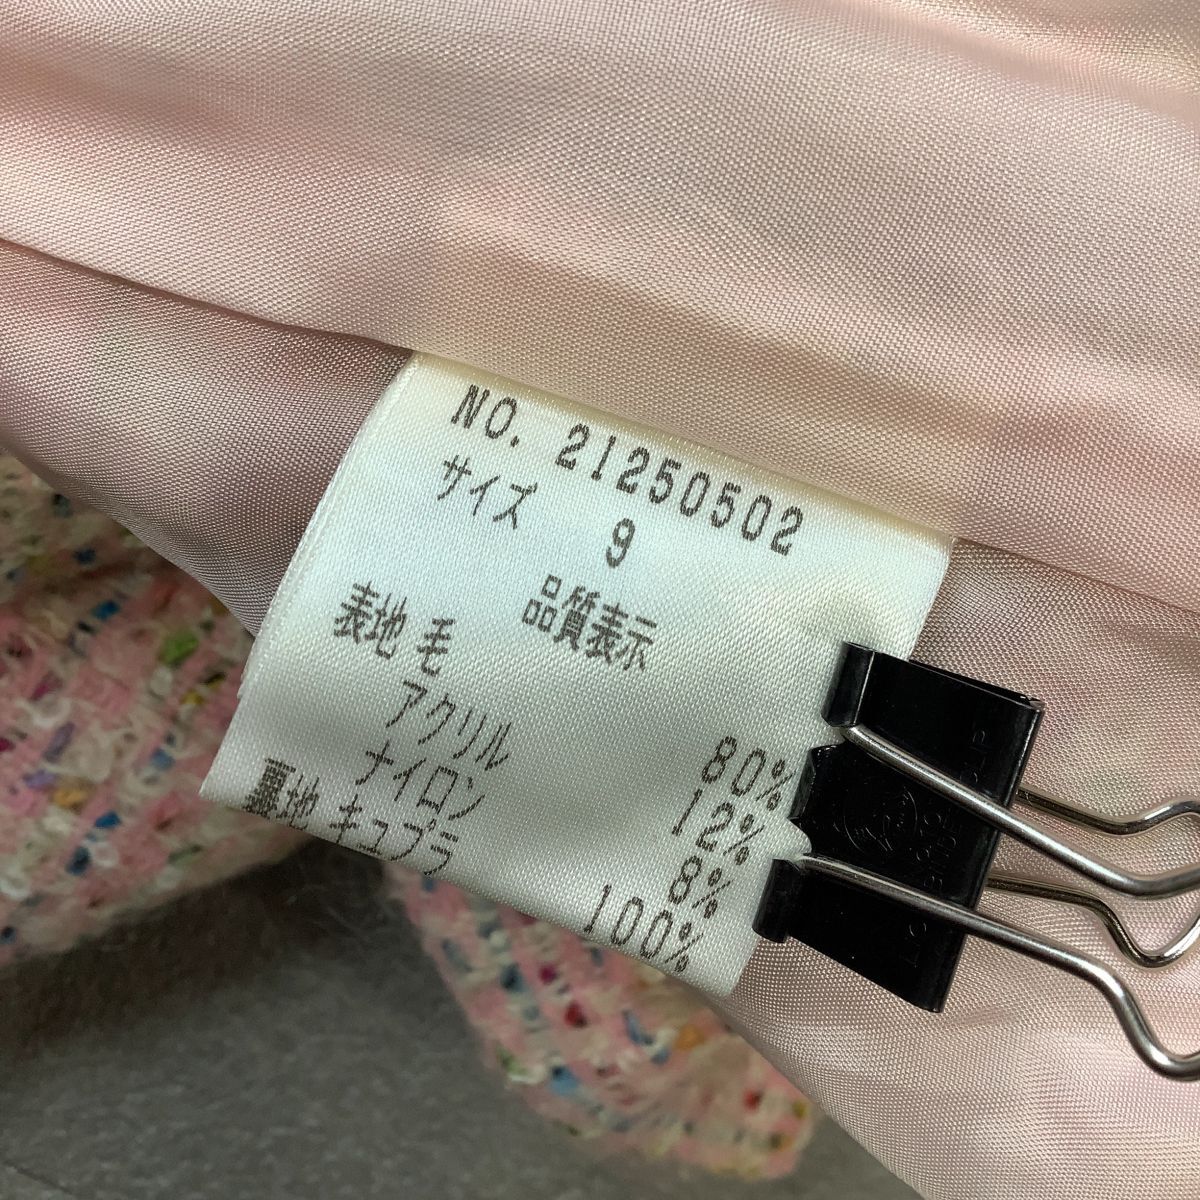 NO. 21250502
サイズ 9
品質表示
表地 毛 80%
アクリル 12%
ナイロン 8%
裏地 キュプラ 100%